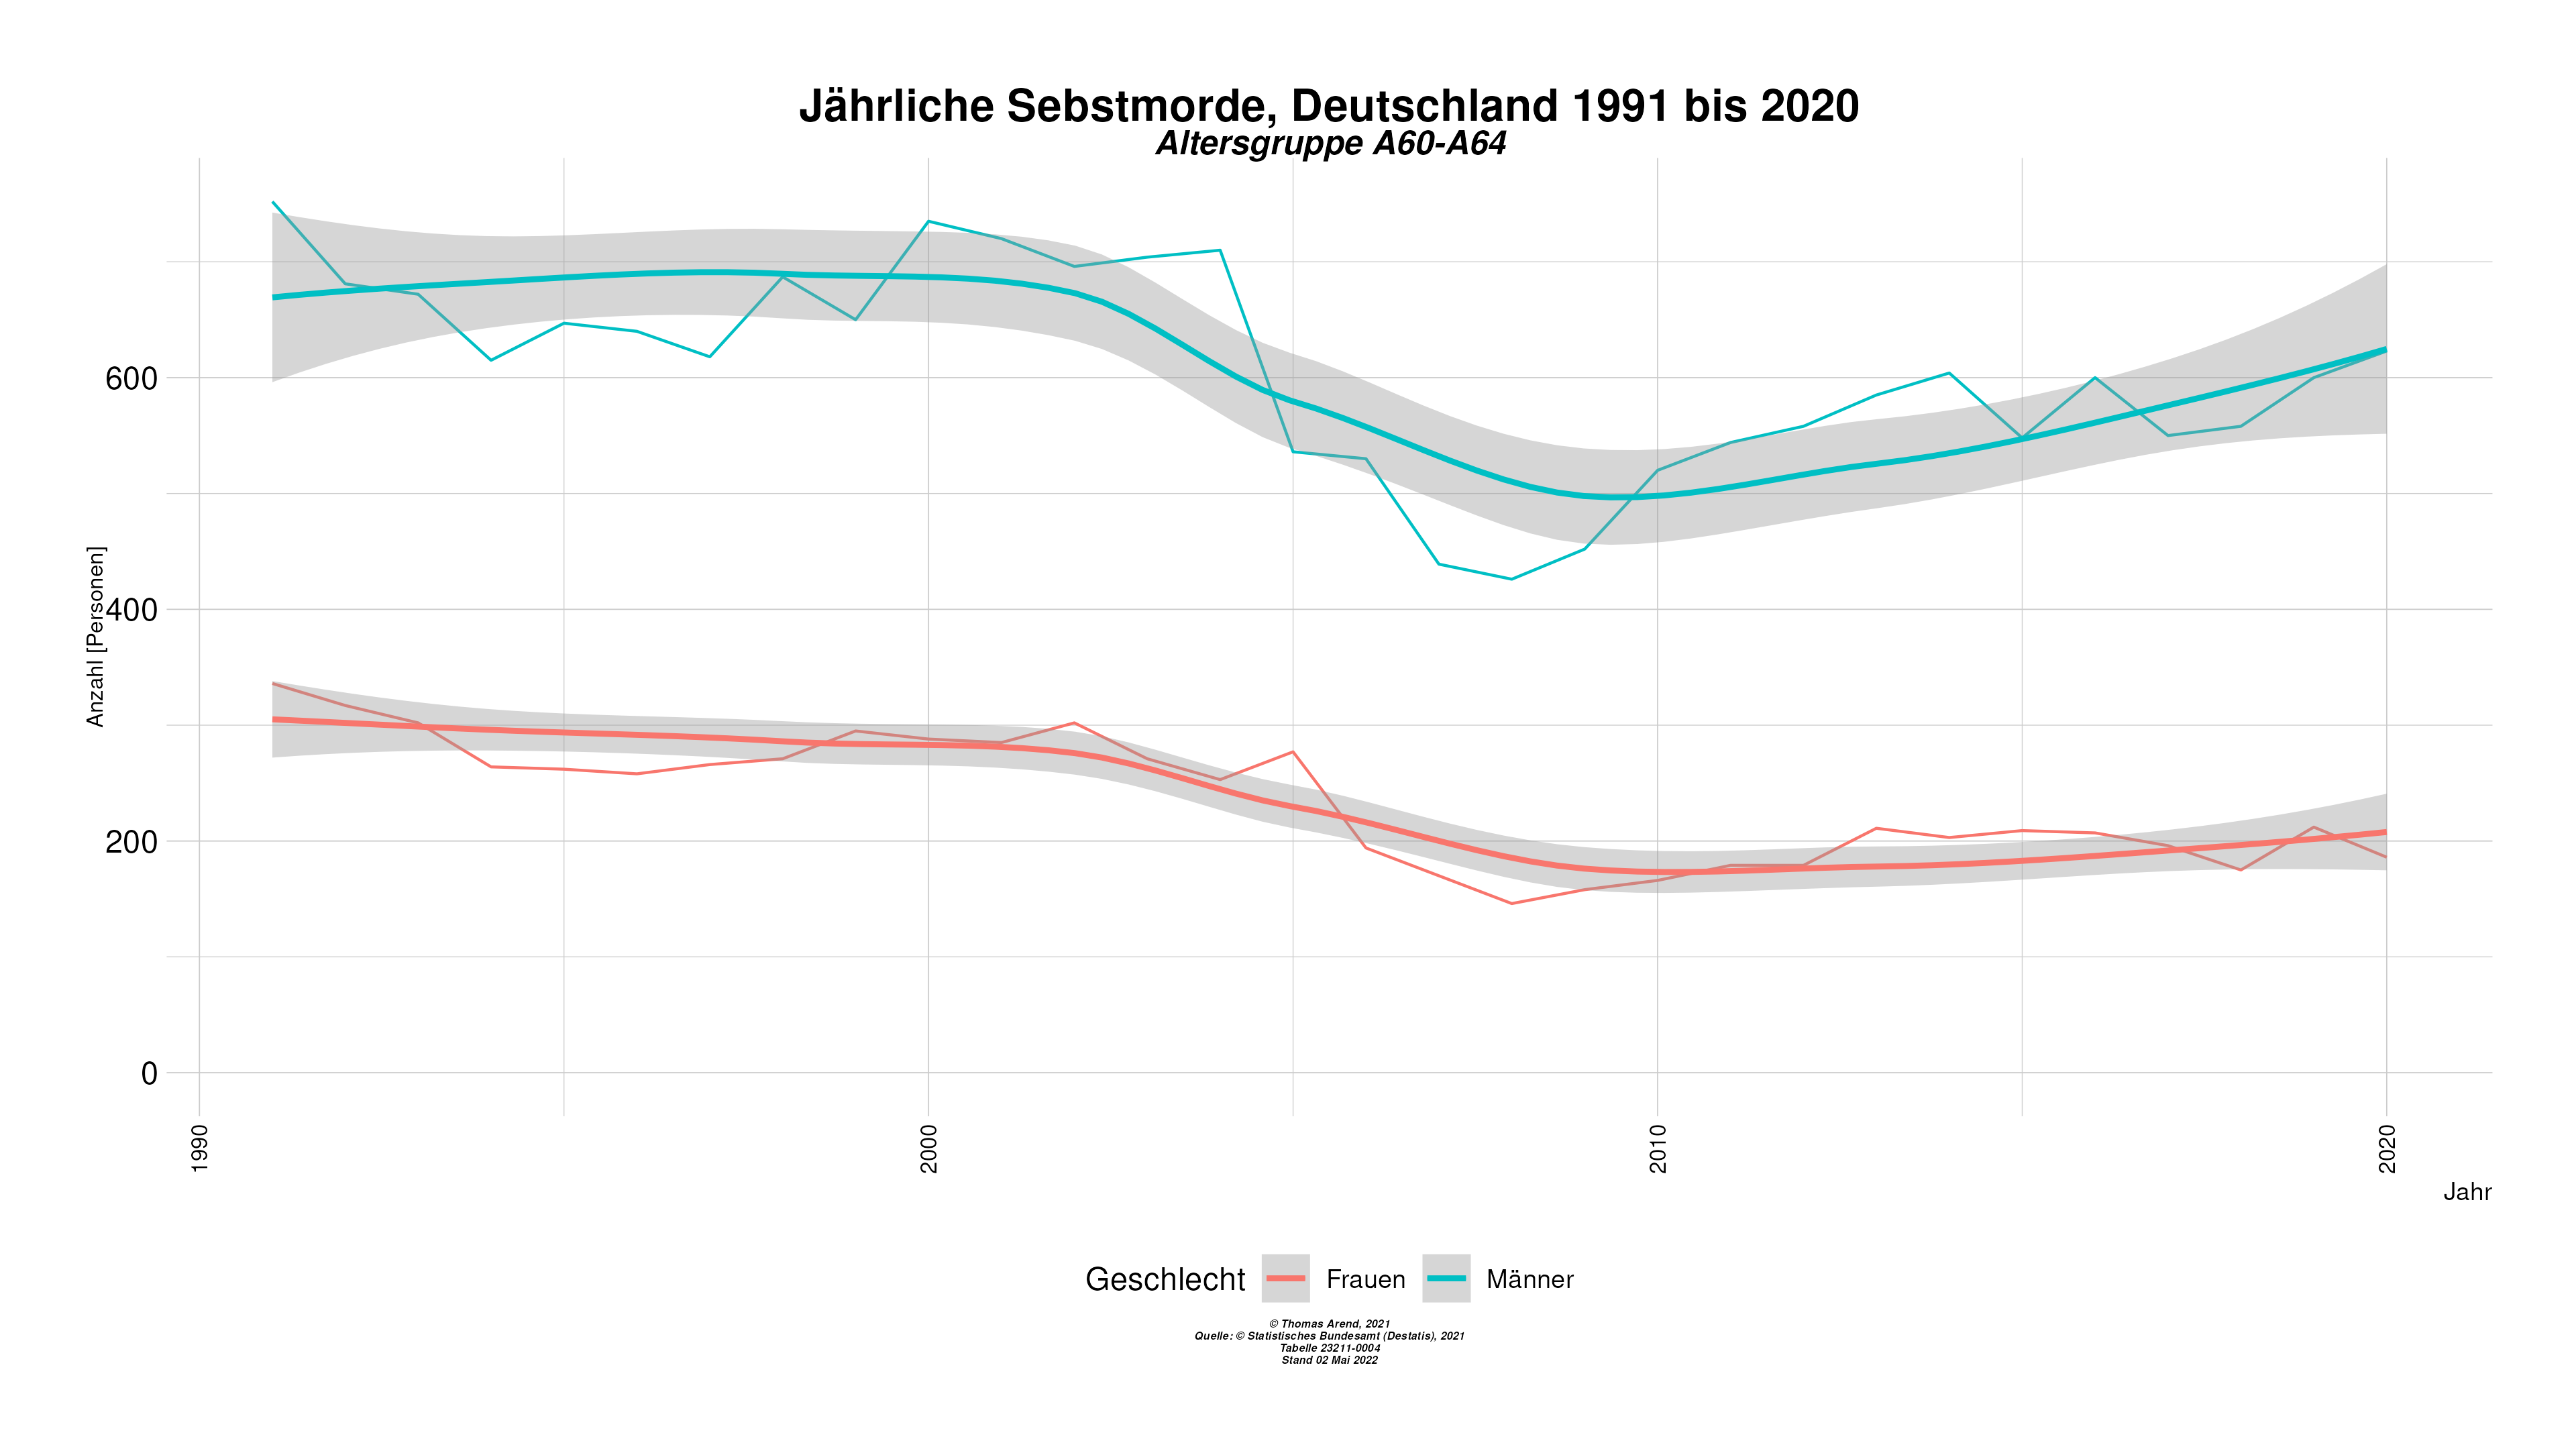 Jährliche Sebstmorde, Deutschland 1991 bis 2020
Altersgruppe A60-A64
Anzahl [Personen]
600
400
200
0
1990
2000
2010
2020
Jahr
Geschlecht Frauen Männer
© Thomas Arend, 2021
Quelle: © Statistisches Bundesamt (Destatis), 2021
Tabelle 23211-0004
Stand 02 Mai 2022